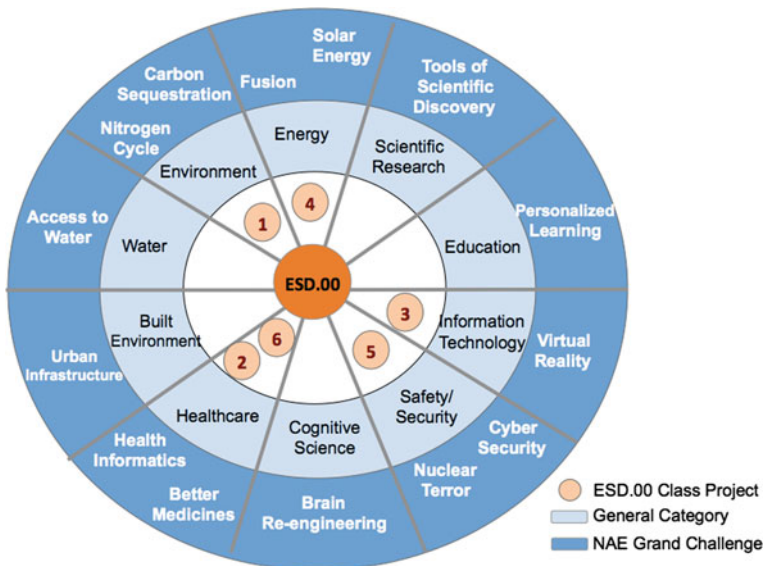 Solar
Energy
Fusion
Tools of
Scientific
Discovery
Carbon
Sequestration
Nitrogen
Cycle
Energy
Scientific
Research
Environment
Access to
Water
Water
Personalized
Learning
Education
1
4
ESD.00
3
Information
Technology
Virtual
Reality
Built
Environment
Urban
Infrastructure
6
2
5
Healthcare
Cognitive
Science
Safety/
Security
Health
Informatics
Better
Medicines
Brain
Re-engineering
Cyber
Security
Nuclear
Terror
ESD.00 Class Project
General Category
NAE Grand Challenge